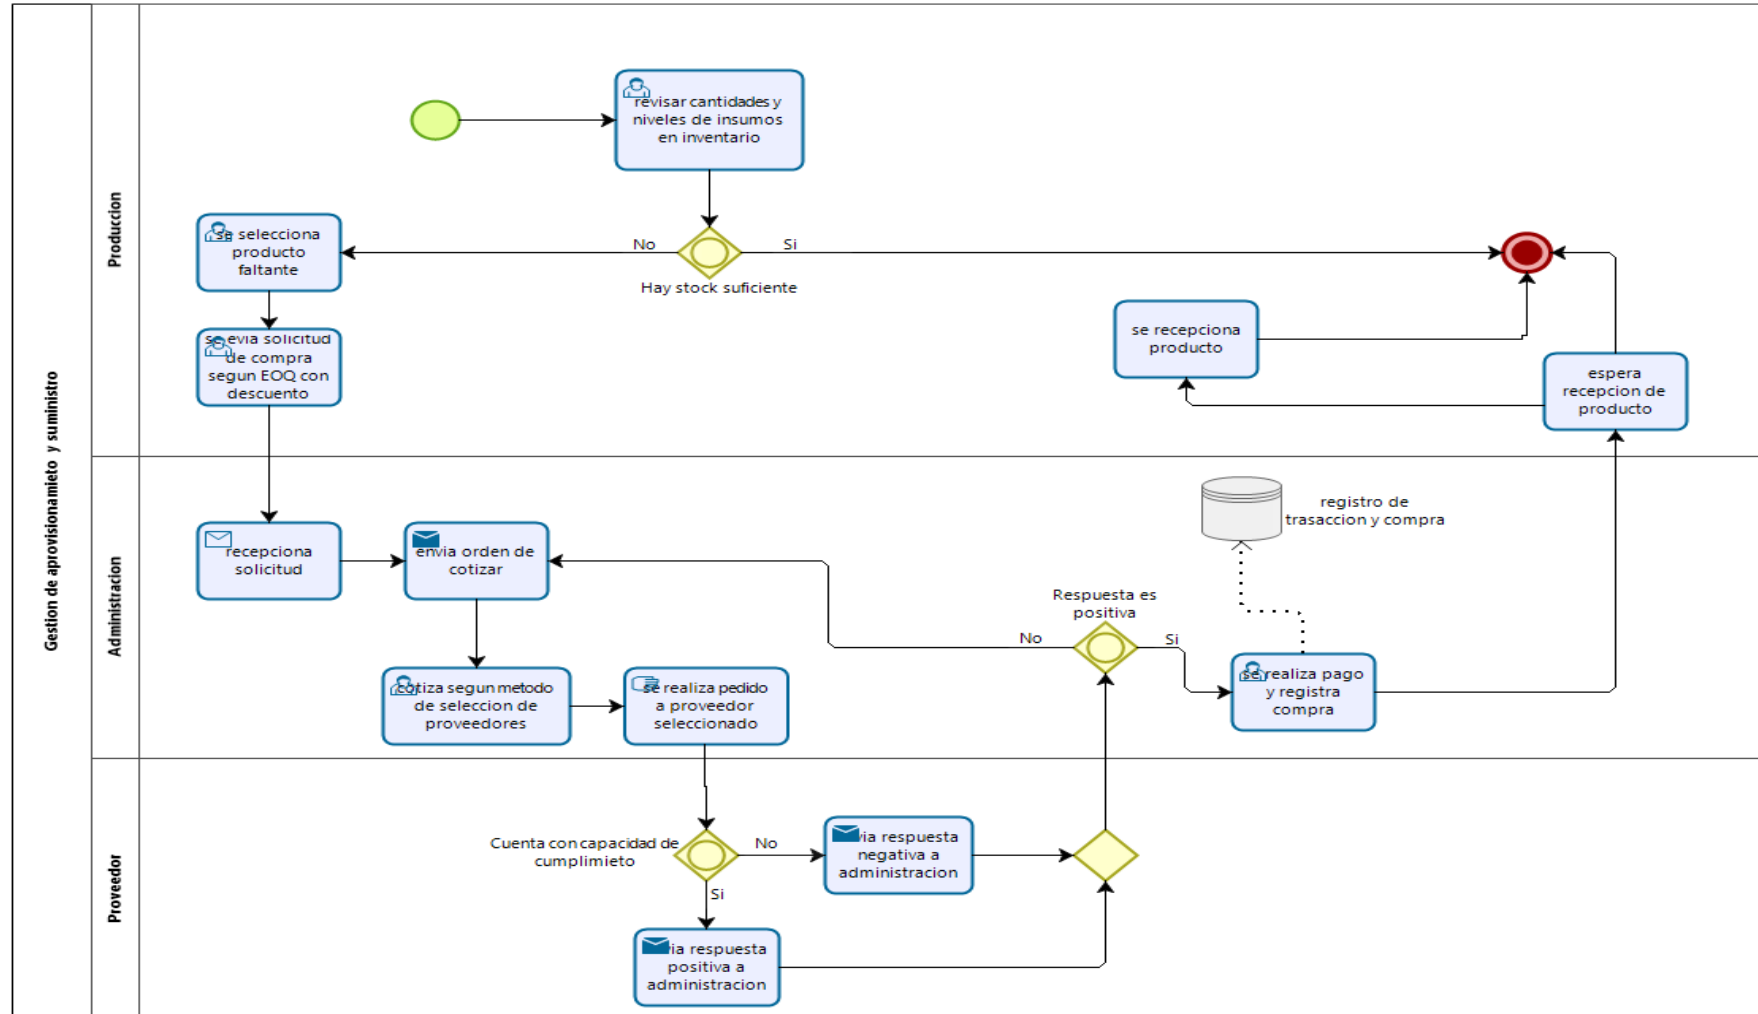 Gestion de aprovisionamieto y suministro
Produccion
revisar cantidades y
niveles de insumos
en inventario
No
Si
Hay stock suficiente
se selecciona
producto
faltante
se evia solicitud
de compra
segun EOQ con
descuento
se recepciona
producto
espera
recepcion de
producto
Administracion
recepciona
solicitud
envia orden de
cotizar
registro de
trasaccion y compra
Respuesta es
positiva
No
Si
cotiza segun metodo
de seleccion de
proveedores
se realiza pedido
a proveedor
seleccionado
se realiza pago
y registra
compra
Proveedor
Cuenta con capacidad de
cumplimieto
No
Si
via respuesta
negativa a
administracion
via respuesta
positiva a
administracion